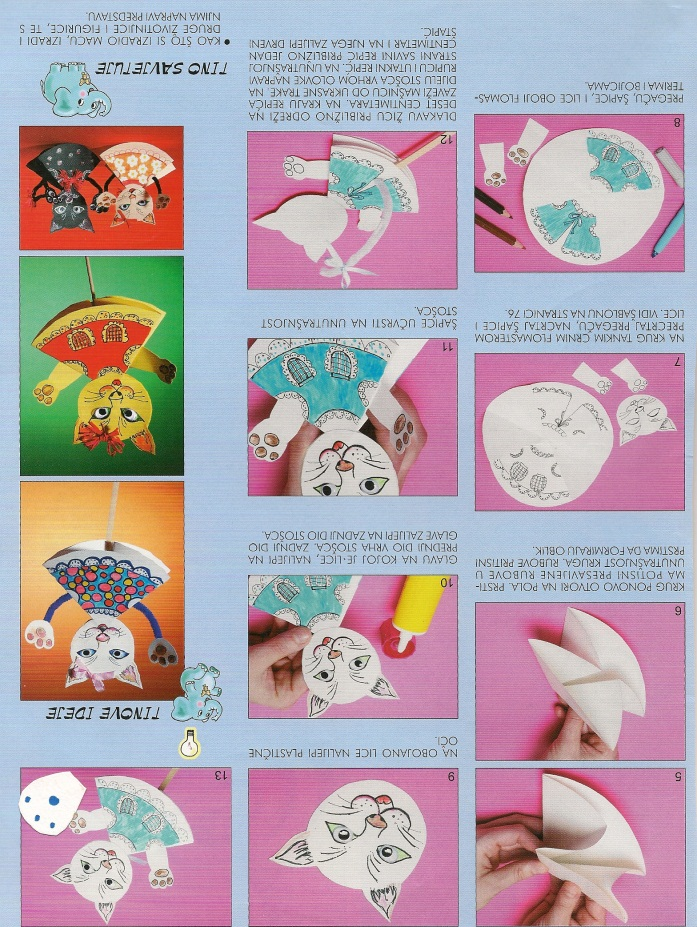 5
6
KRUG PONOVO OTVORI NA POLA. PRSTI-
MA POTISNI PRESAVIJENE RUBOVE U
UNUTRAŠNJOST KRUGA. RUBOVE PRITISNI
PRSTIMA DA FORMIRAJU OBLIK.
7
NA KRUG TANKIM CRNIM FLOMASTEROM
PRECRTAJ PREGAČU, NACRTAJ ŠAPICE I
LICE. VIDI ŠABLONU NA STRANICI 76.
8
PREGAČU, ŠAPICE, I LICE OBOJI FLOMAS-
TERIMA I BOJICAMA.
9
NA OBOJANO LICE NALIJEPI PLASTIČNE
OČI.
10
GLAVU NA KOJOJ JE LICE, NALIJEPI NA
PREDNJI DIO VRHA STOŠCA. ZADNJI DIO
GLAVE ZALIJEPI NA ZADNJI DIO STOŠCA.
11
ŠAPICE UČVRSTI NA UNUTRAŠNJOST
STOŠCA.
12
DLAKAVU ŽICU PRIBLIŽNO ODREŽI NA
DESET CENTIMETARA. NA KRAJU REPIĆA
ZAVEŽI MAŠNICU OD UKRASNE TRAKE. NA
DIJELU STOŠCA VRHOM OLOVKE NAPRAVI
RUPICU I UTAKNI REPIĆ. NA UNUTRAŠNJOJ
STRANI SAVINI REPIĆ PRIBLIŽNO JEDAN
CENTIMETAR I NA NJEGA ZALIJEPI DRVENI
STAPIĆ.
13
TINOVE IDEJE
TINO SAVJETUJE
• KAO ŠTO SI IZRADIO MACU, IZRADI I
DRUGE ŽIVOTINJICE I FIGURICE, TE S
NJIMA NAPRAVI PREDSTAVU.